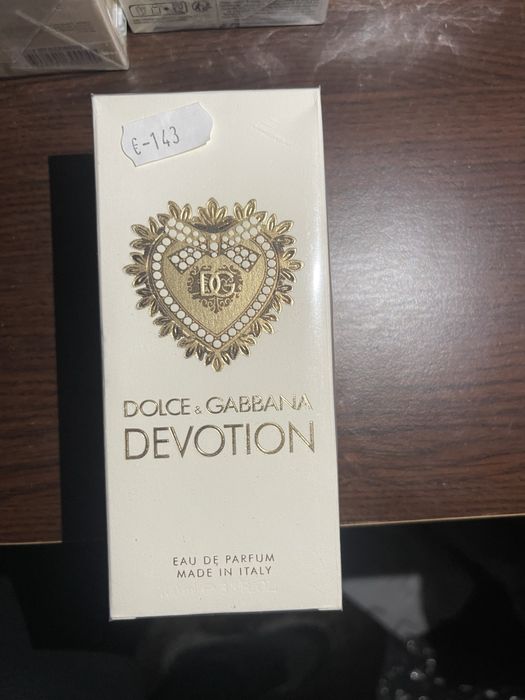 €-143
DG
DOLCE & GABBANA
DEVOTION
EAU DE PARFUM
MADE IN ITALY